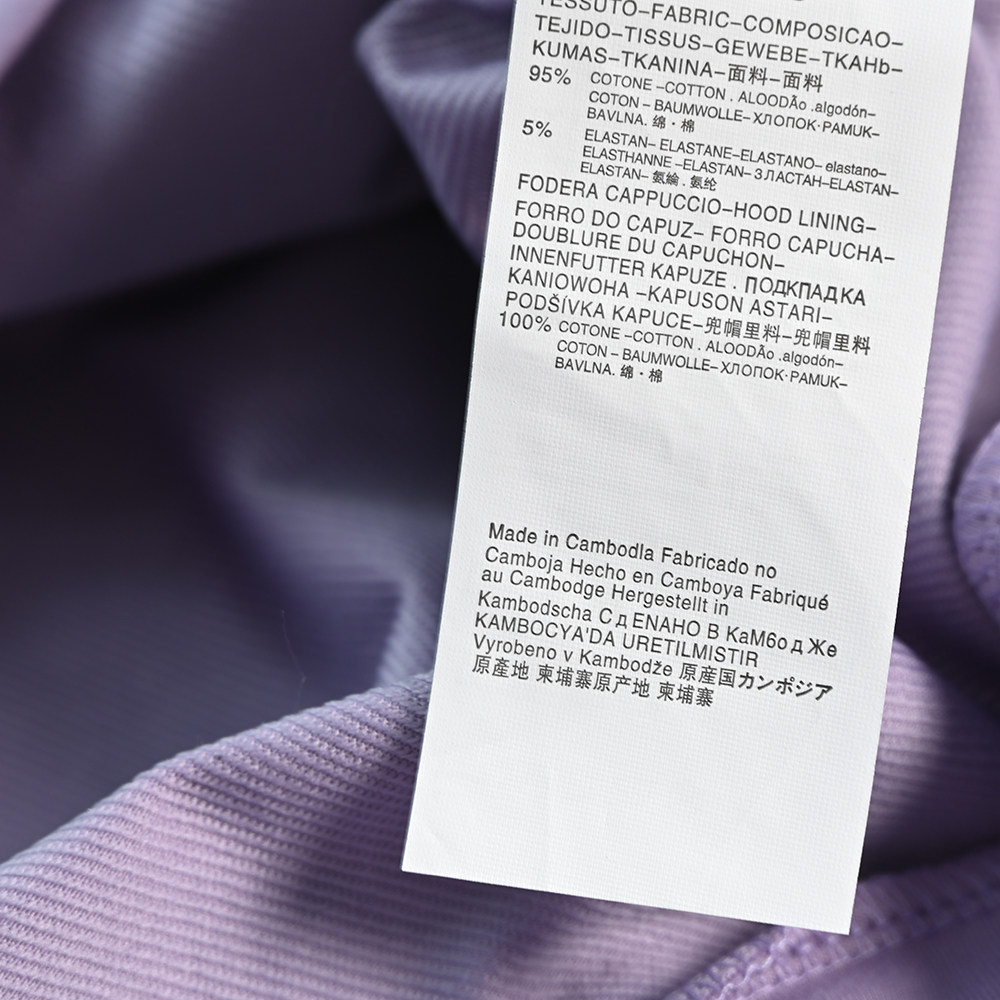 TESSUTO–FABRIC–COMPOSICAO–
TEJIDO–TISSUS–GEWEBE–TKAHb–
KUMAS–TKANINA–面料–面料
95% COTONE –COTTON . ALOODÃo .algodón–
COTON – BAUMWOLLE– ХЛОПОК·PAMUK–
BAVLNA. 绵 · 棉
5% ELASTAN– ELASTANE–ELASTANO– elastano–
ELASTHANNE –ELASTAN– ЗЛАСТАН–ELASTAN–
ELASTAN– 氨綸 . 氨纶
FODERA CAPPUCCIO–HOOD LINING–
FORRO DO CAPUZ– FORRO CAPUCHA–
DOUBLURE DU CAPUCHON–
INNENFUTTER KAPUZE . ПОДКПАДКА
KANIOWOHA –KAPUSON ASTARI–
PODŠÍVKA KAPUCE–兜帽里料–兜帽里料
100% COTONE –COTTON . ALOODÃo .algodón–
COTON – BAUMWOLLE– ХЛОПОК·PAMUK–
BAVLNA. 绵 · 棉
Made in Cambodla Fabricado no
Camboja Hecho en Camboya Fabriqué
au Cambodge Hergestellt in
Kambodscha СдЕNАНО В КаМбодЖе
KAMBOCYA'DA URETILMISTIR
Vyrobeno v Kambodže 原産国カンポジア
原產地 柬埔寨原产地 柬埔寨